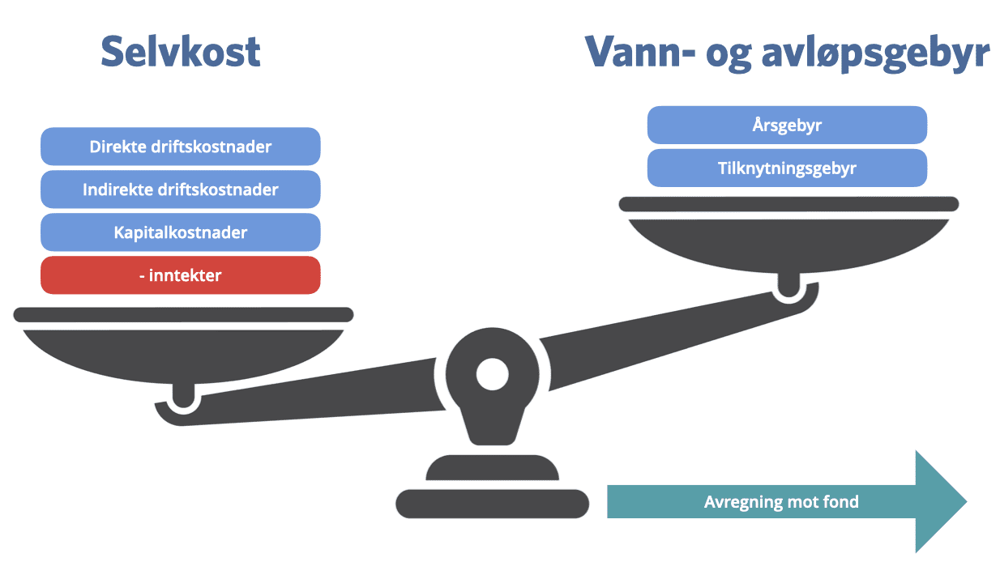 Selvkost
Direkte driftskostnader
Indirekte driftskostnader
Kapitalkostnader
- inntekter
Vann- og avløpsgebyr
Årsgebyr
Tilknytningsgebyr
Avregning mot fond